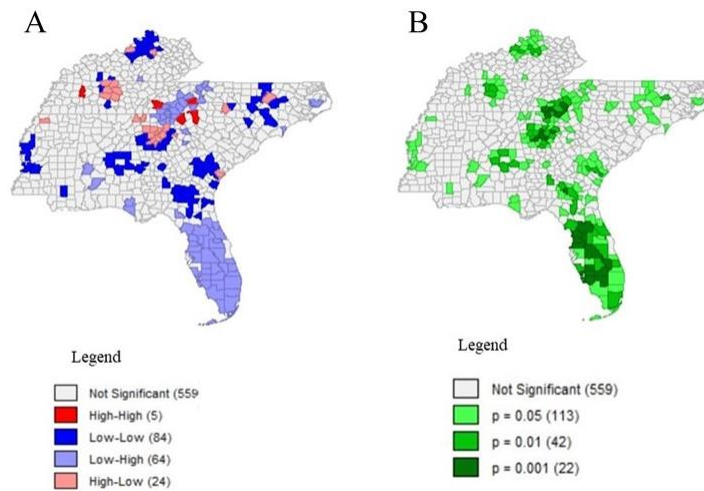 A
B
Legend
Not Significant (559
High-High (5)
Low-Low (84)
Low-High (64)
High-Low (24)
Legend
Not Significant (559)
p = 0.05 (113)
p = 0.01 (42)
p = 0.001 (22)